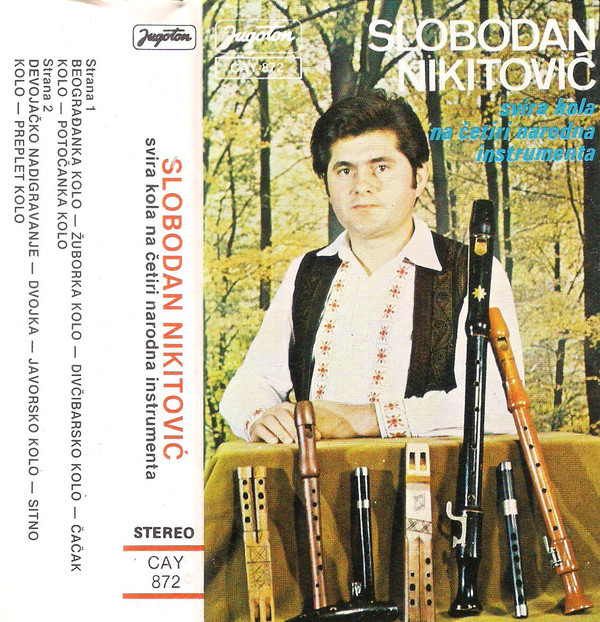 Strana 1
BEOGRAĐANKA KOLO — ŽUBORKA KOLO — DIVČIBARSKO KOLO — ČAČAK
KOLO — POTOČANKA KOLO
Strana 2
DEVOJAČKO NADIGRAVANJE — DVOJKA — JAVORSKO KOLO — SITNO
KOLO — PREPLET KOLO
Jugoton
SLOBODAN NIKITOVIĆ
svira kola na četiri narodna instrumenta
STEREO
CAY
872
Jugoton
CAY 872
SLOBODAN
NIKITOVIĆ
svira kola
na četiri narodna
instrumenta